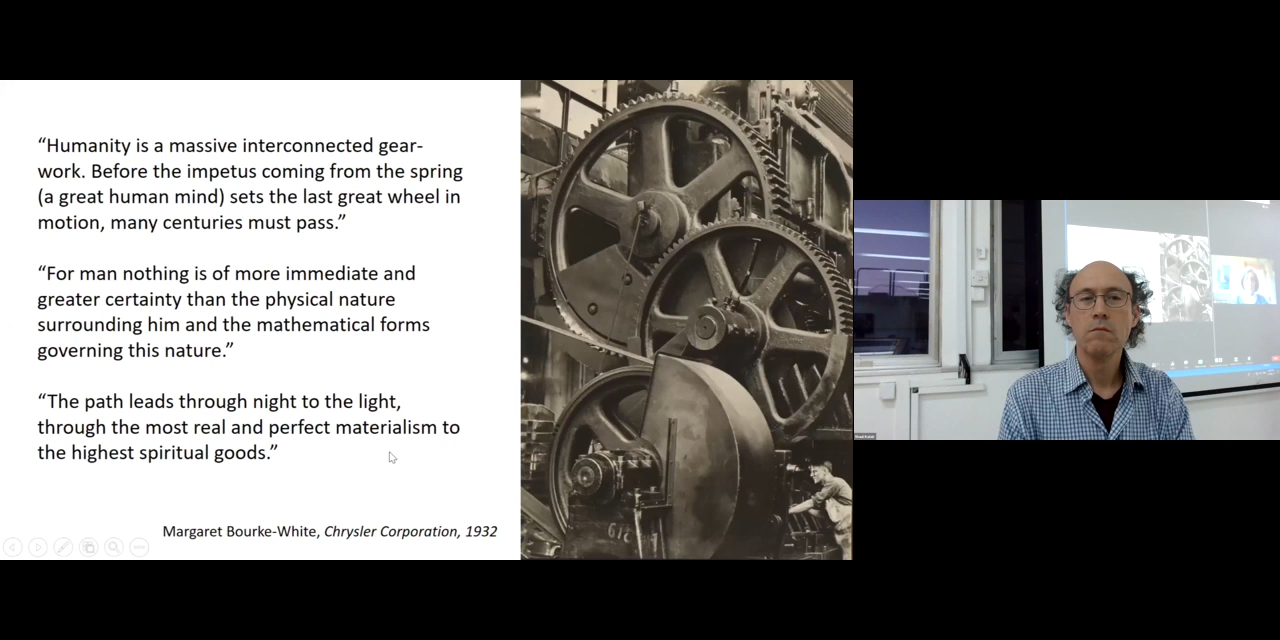 “Humanity is a massive interconnected gear-
work. Before the impetus coming from the spring
(a great human mind) sets the last great wheel in
motion, many centuries must pass.”
“For man nothing is of more immediate and
greater certainty than the physical nature
surrounding him and the mathematical forms
governing this nature.”
“The path leads through night to the light,
through the most real and perfect materialism to
the highest spiritual goods.”
Margaret Bourke-White, Chrysler Corporation, 1932